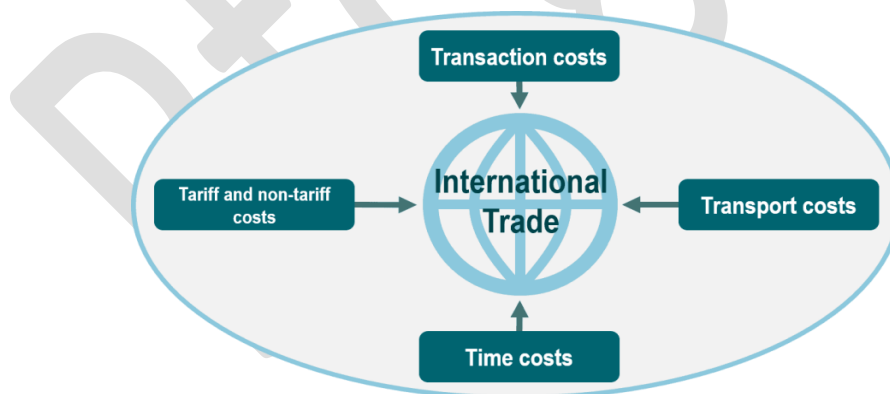 Transaction costs
International
Trade
Tariff and non-tariff
costs
Transport costs
Time costs